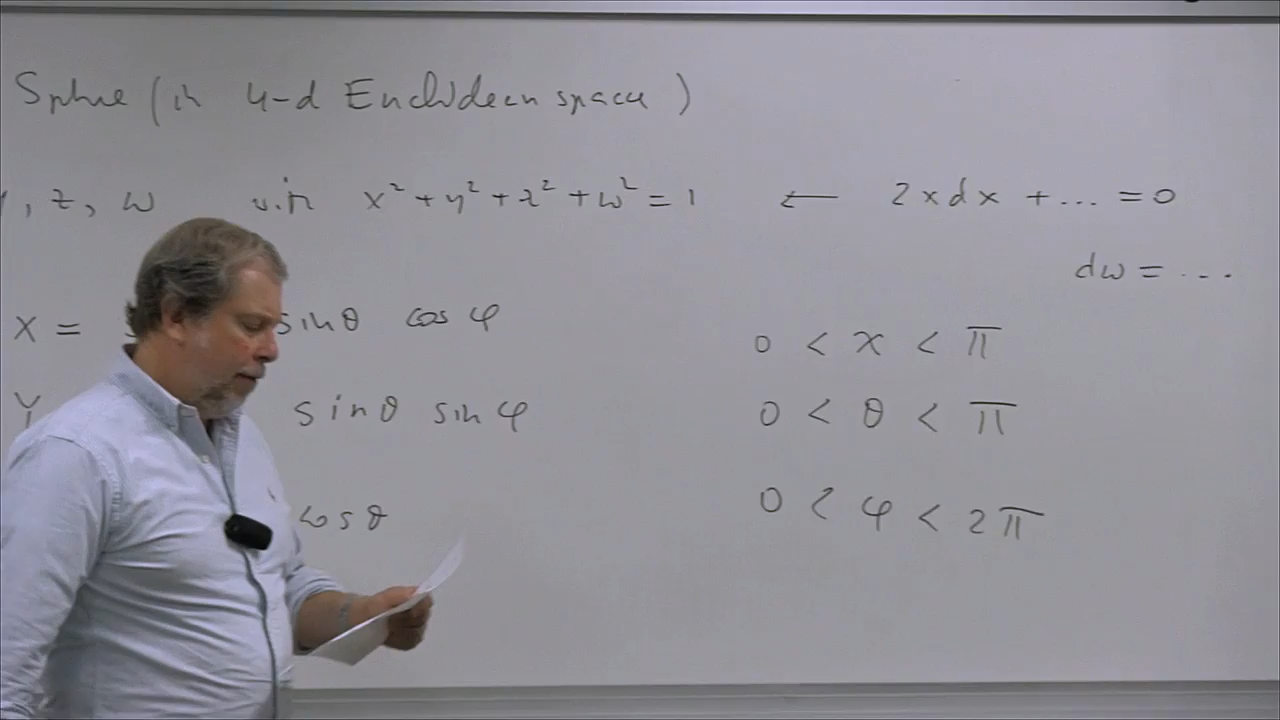 Sphere (in 4-d Euclidean space)
, z, w with x² + y² + z² + w² = 1 ← 2xdx + ... = 0
dw = ...
X = sinθ cos φ
0 < χ < π
Y sinθ sin φ
0 < θ < π
cosθ
0 < φ < 2π